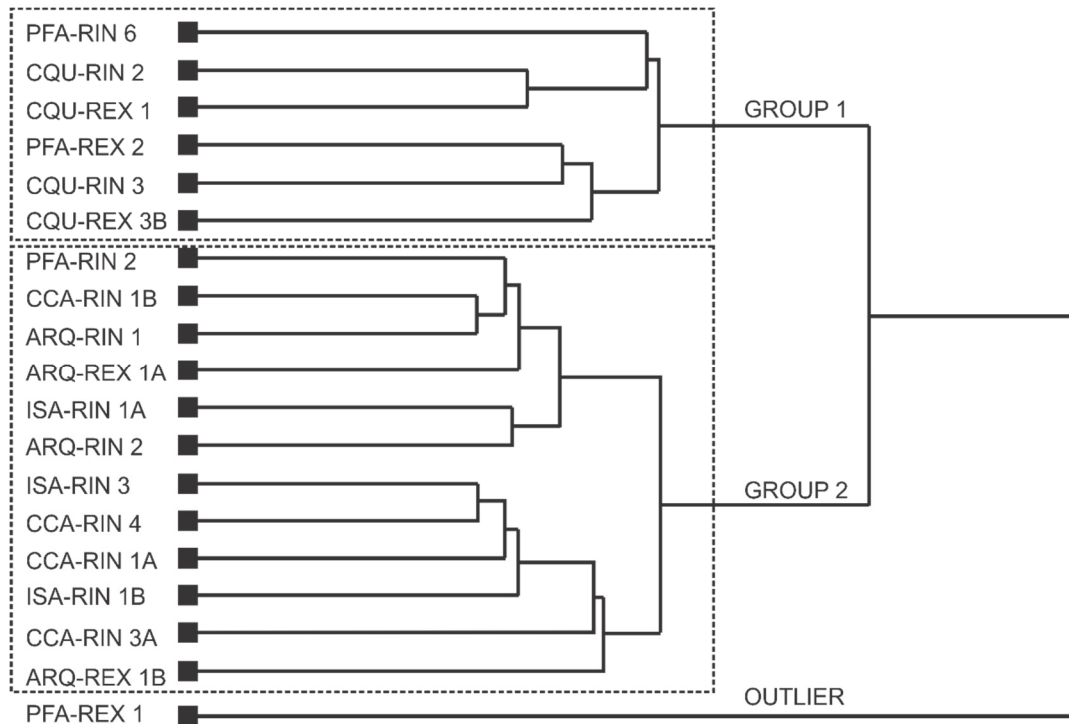 PFA-RIN 6
CQU-RIN 2
CQU-REX 1
GROUP 1
PFA-REX 2
CQU-RIN 3
CQU-REX 3B
PFA-RIN 2
CCA-RIN 1B
ARQ-RIN 1
ARQ-REX 1A
ISA-RIN 1A
ARQ-RIN 2
ISA-RIN 3
GROUP 2
CCA-RIN 4
CCA-RIN 1A
ISA-RIN 1B
CCA-RIN 3A
ARQ-REX 1B
OUTLIER
PFA-REX 1